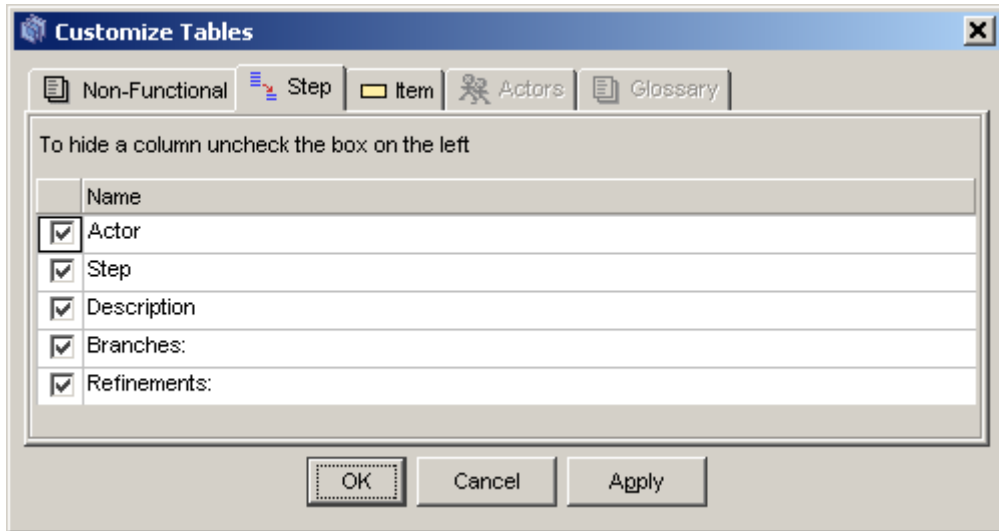 Customize Tables
Non-Functional Step Item Actors Glossary
To hide a column uncheck the box on the left
Name
Actor
Step
Description
Branches:
Refinements:
OK Cancel Apply